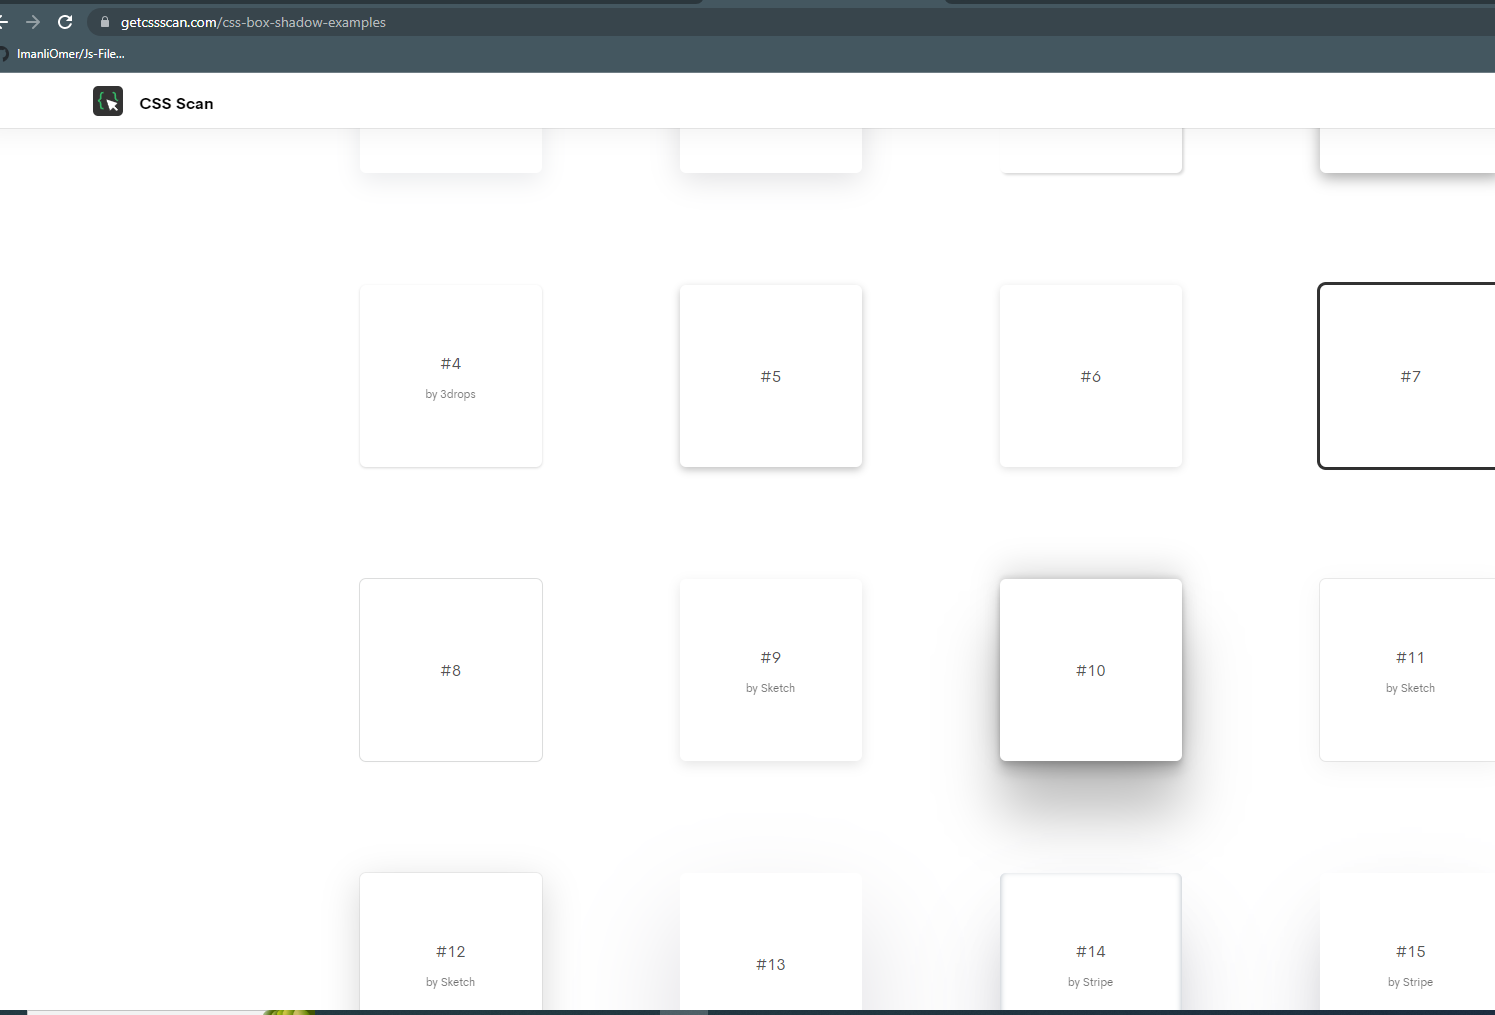 getcssscan.com/css-box-shadow-examples
ImanliOmer/Js-File...
CSS Scan
#4
by 3drops
#5
#6
#7
#8
#9
by Sketch
#10
#11
by Sketch
#12
by Sketch
#13
#14
by Stripe
#15
by Stripe